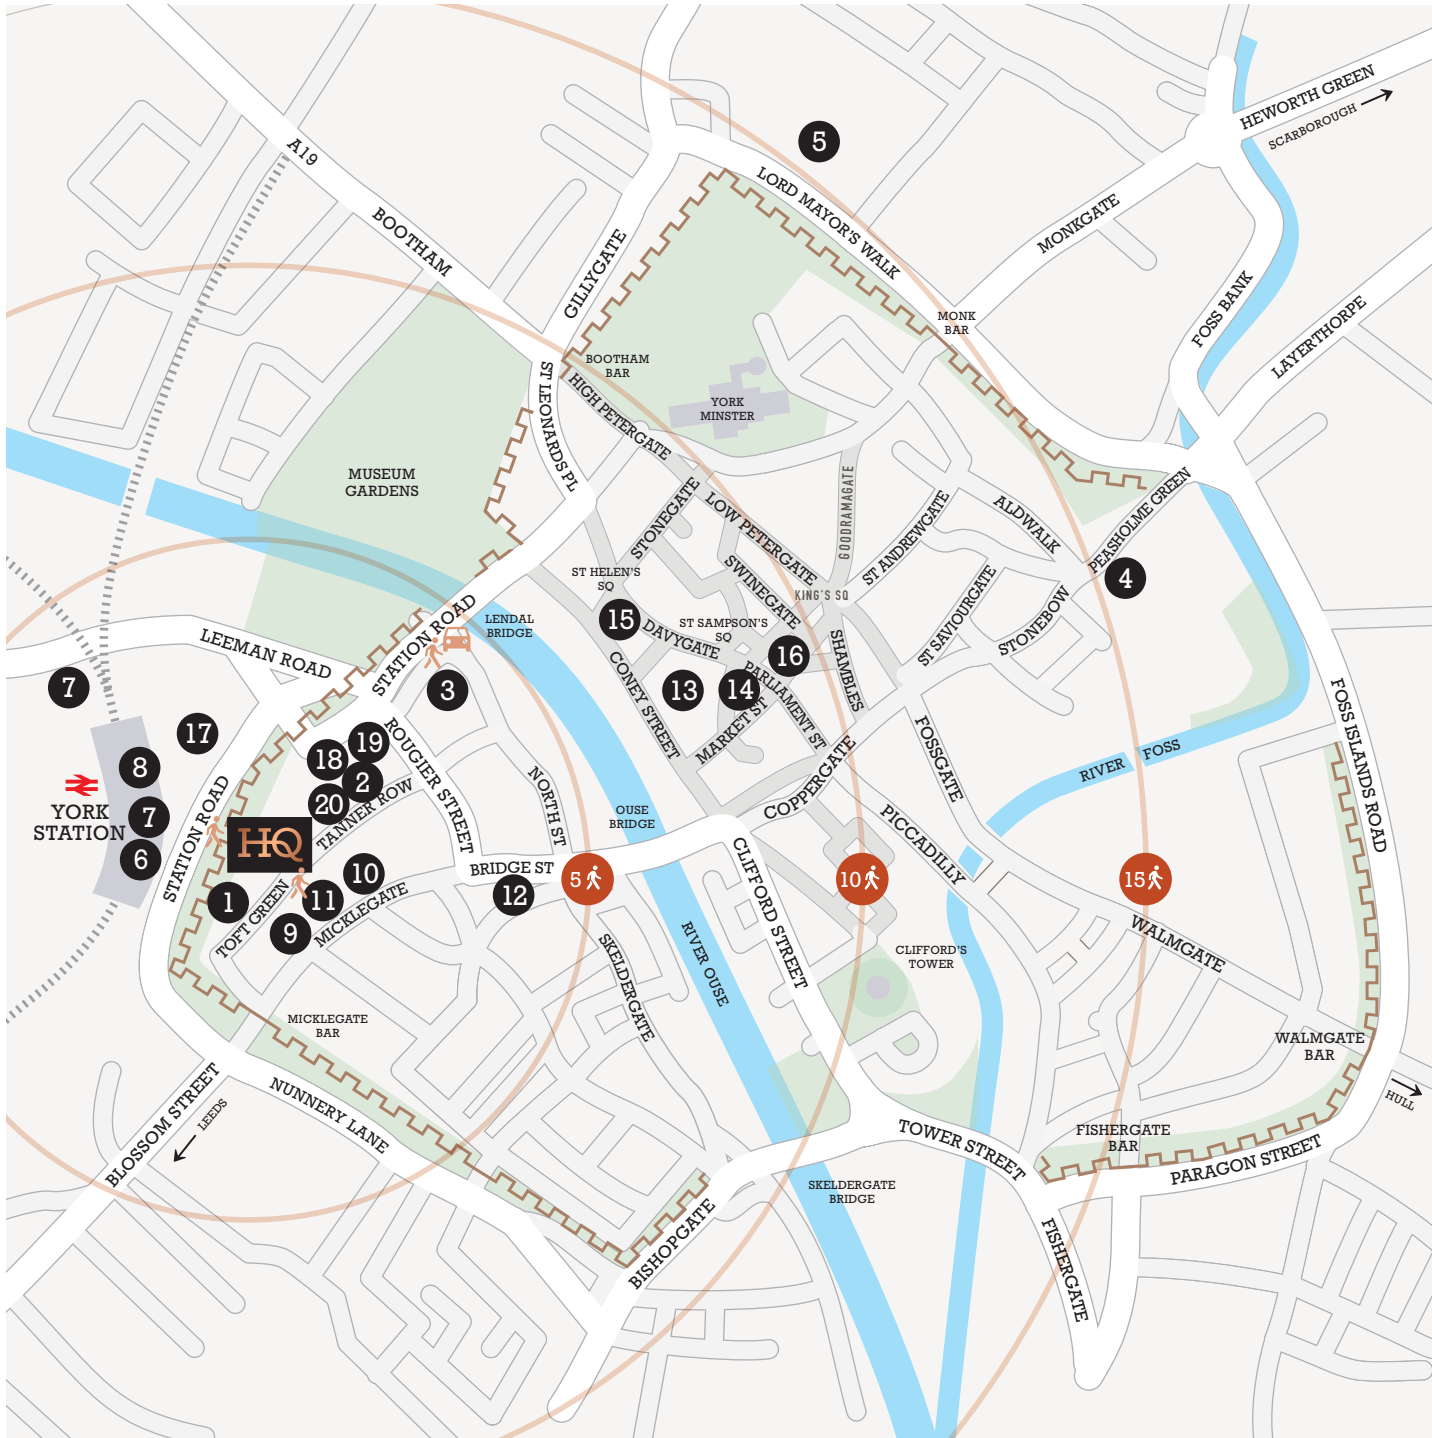 HEWORTH GREEN
SCARBOROUGH
5
A19
LORD MAYOR'S WALK
MONKGATE
BOOTHAM
GILLYGATE
FOSS BANK
LAYERTHORPE
MONK
BAR
BOOTHAM
BAR
ST LEONARDS PL
HIGH PETERGATE
YORK
MINSTER
MUSEUM
GARDENS
STONEGATE
LOW PETERGATE
GOODRAMAGATE
ST ANDREWGATE
ALDWALK
PEASHOLME GREEN
4
ST HELEN'S
SQ
SWINEGATE
KING'S SQ
ST SAVIOURGATE
STONEBOW
LENDAL
BRIDGE
15
DAVYGATE
ST SAMPSON'S
SQ
16
SHAMBLES
LEEMAN ROAD
STATION ROAD
3
7
CONEY STREET
13
14
PARLIAMENT ST
MARKET ST
FOSSGATE
FOSS ISLANDS ROAD
RIVER FOSS
17
19
18
8
2
20
ROUGIER STREET
TANNER ROW
NORTH ST
OUSE
BRIDGE
COPPERGATE
PICCADILLY
YORK
STATION
7
6
STATION ROAD
HQ
BRIDGE ST
12
5
10
15
10
11
1
9
TOFT GREEN
MICKLEGATE
CLIFFORD STREET
WALMGATE
CLIFFORD'S
TOWER
SKELDERGATE
RIVER OUSE
MICKLEGATE
BAR
WALMGATE
BAR
HULL
BLOSSOM STREET
LEEDS
NUNNERY LANE
TOWER STREET
FISHERGATE
BAR
PARAGON STREET
SKELDERGATE
BRIDGE
BISHOPGATE
FISHERGATE